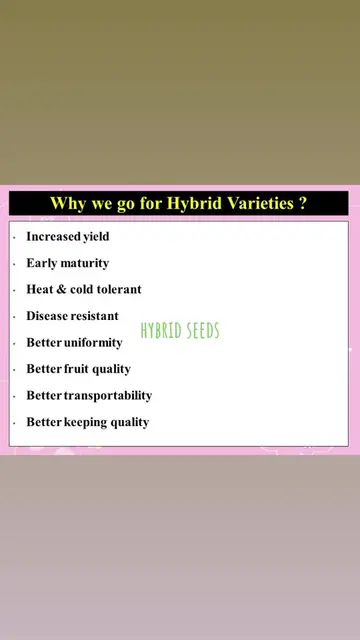 Why we go for Hybrid Varieties ?
Increased yield
Early maturity
Heat & cold tolerant
Disease resistant
HYBRID SEEDS
Better uniformity
Better fruit quality
Better transportability
Better keeping quality